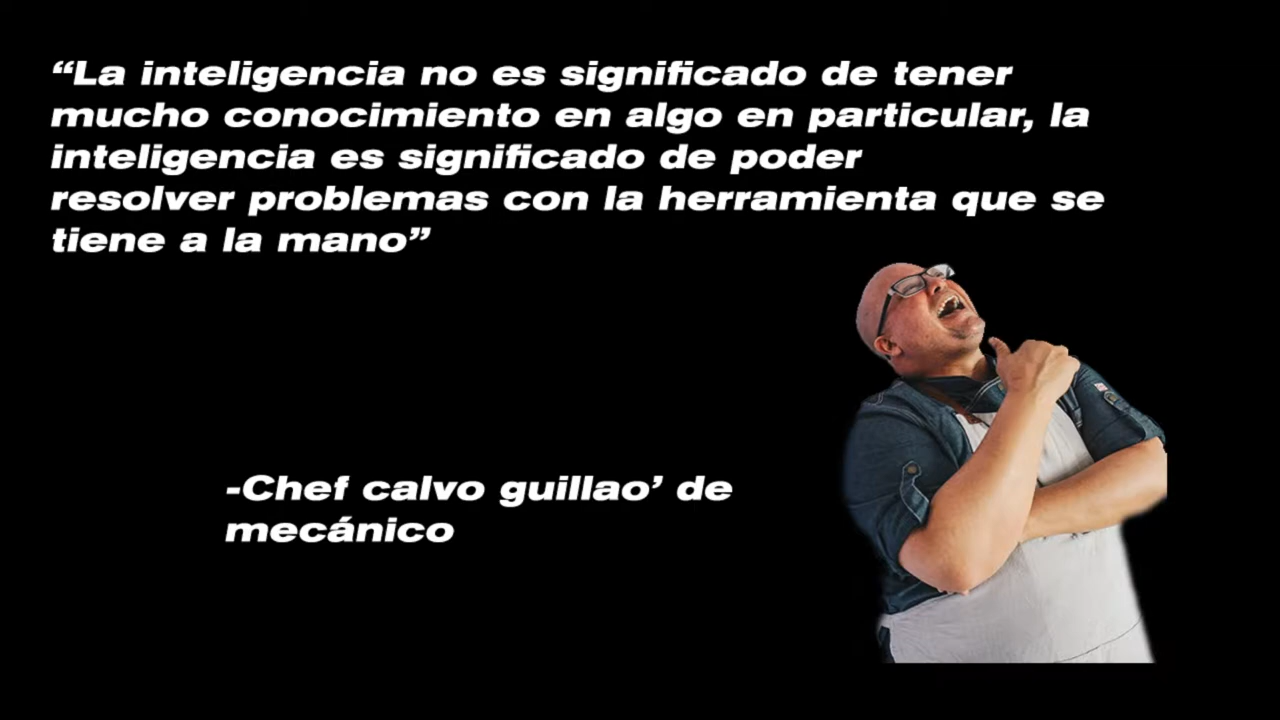 “La inteligencia no es significado de tener
mucho conocimiento en algo en particular, la
inteligencia es significado de poder
resolver problemas con la herramienta que se
tiene a la mano”
-Chef calvo guillao’ de
mecánico